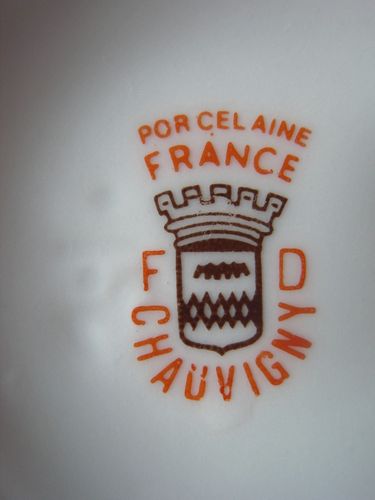 PORCELAINE
FRANCE
F D
CHAUVIGNY